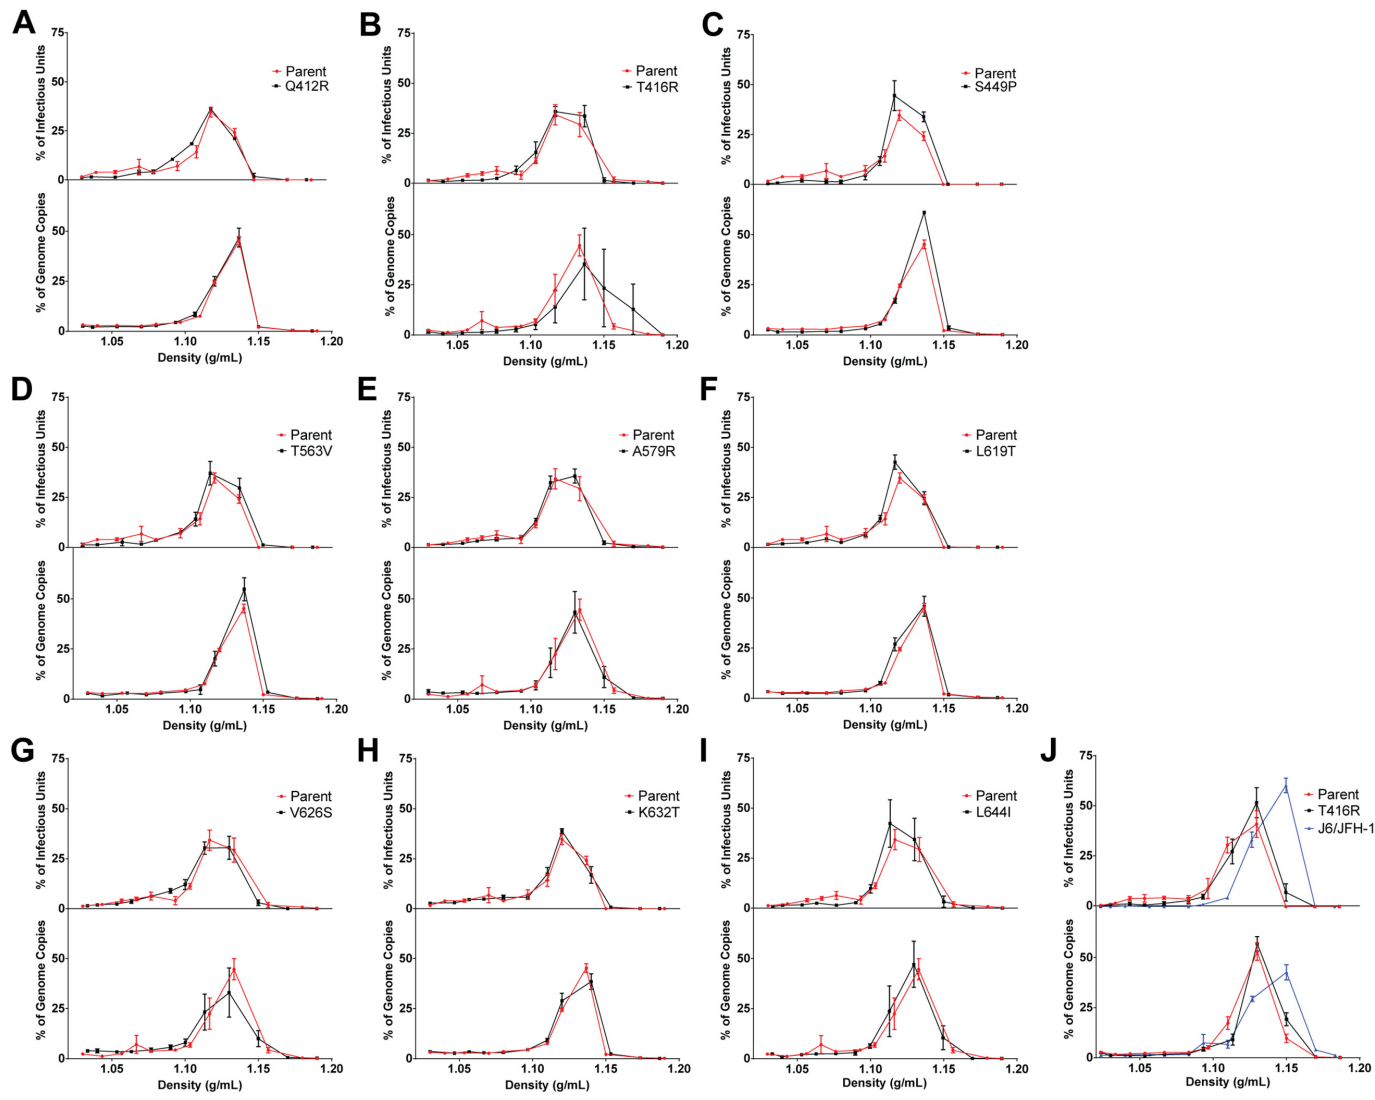 A
% of Infectious Units
75
50
25
0
Parent
Q412R
% of Genome Copies
50
25
0
1.05
1.10
1.15
1.20
Density (g/mL)
B
% of Infectious Units
75
50
25
0
Parent
T416R
% of Genome Copies
50
25
0
1.05
1.10
1.15
1.20
Density (g/mL)
C
% of Infectious Units
75
50
25
0
Parent
S449P
% of Genome Copies
50
25
0
1.05
1.10
1.15
1.20
Density (g/mL)
D
% of Infectious Units
75
50
25
0
Parent
T563V
% of Genome Copies
50
25
0
1.05
1.10
1.15
1.20
Density (g/mL)
E
% of Infectious Units
75
50
25
0
Parent
A579R
% of Genome Copies
50
25
0
1.05
1.10
1.15
1.20
Density (g/mL)
F
% of Infectious Units
75
50
25
0
Parent
L619T
% of Genome Copies
50
25
0
1.05
1.10
1.15
1.20
Density (g/mL)
G
% of Infectious Units
75
50
25
0
Parent
V626S
% of Genome Copies
50
25
0
1.05
1.10
1.15
1.20
Density (g/mL)
H
% of Infectious Units
75
50
25
0
Parent
K632T
% of Genome Copies
50
25
0
1.05
1.10
1.15
1.20
Density (g/mL)
I
% of Infectious Units
75
50
25
0
Parent
L644I
% of Genome Copies
50
25
0
1.05
1.10
1.15
1.20
Density (g/mL)
J
% of Infectious Units
75
50
25
0
Parent
T416R
J6/JFH-1
% of Genome Copies
50
25
0
1.05
1.10
1.15
1.20
Density (g/mL)